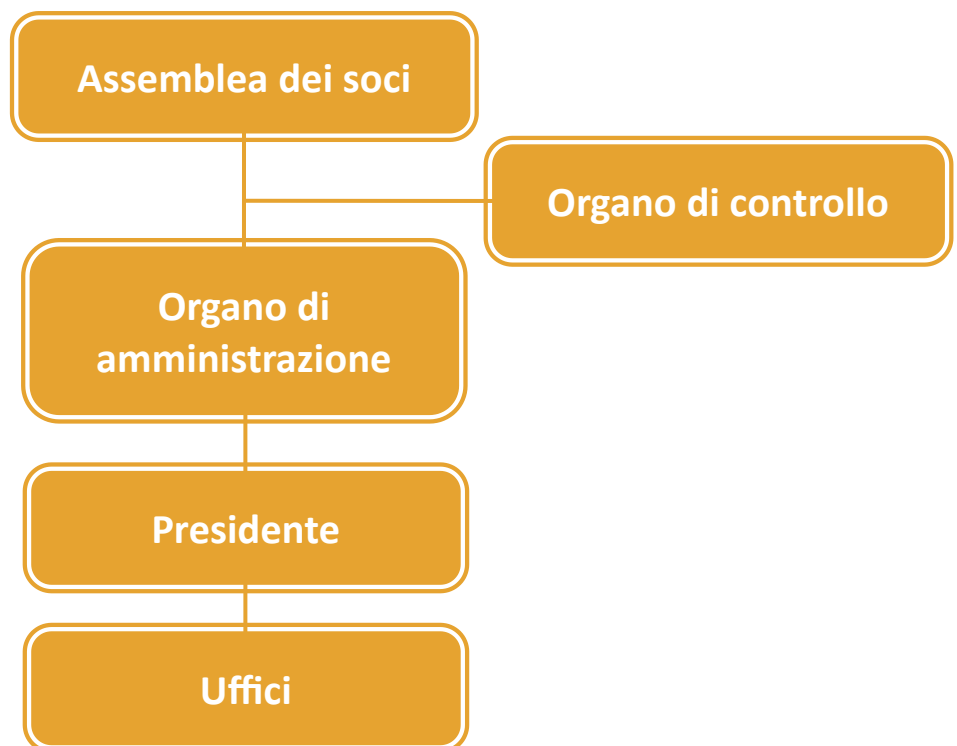 Assemblea dei soci
Organo di controllo
Organo di
amministrazione
Presidente
Uffici